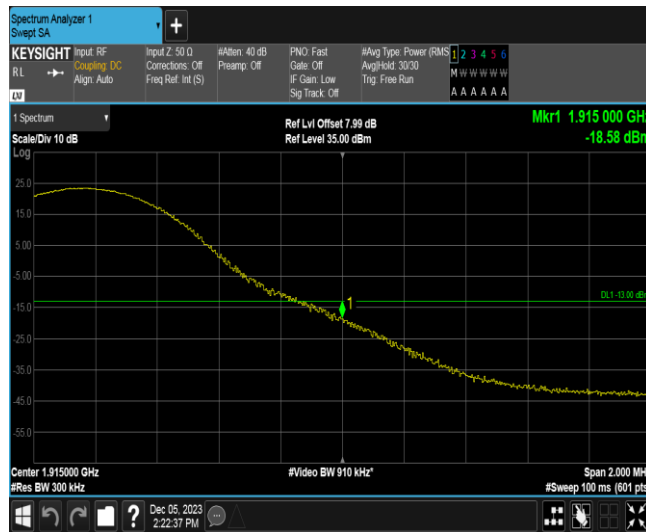 Spectrum Analyzer 1
Swept SA
KEYSIGHT
RL
LXI
Input: RF
Coupling: DC
Align: Auto
Input Z: 50 Ω
Corrections: Off
Freq Ref: Int (S)
#Atten: 40 dB
Preamp: Off
PNO: Fast
Gate: Off
IF Gain: Low
Sig Track: Off
#Avg Type: Power (RMS
Avg|Hold: 30/30
Trig: Free Run
1 2 3 4 5 6
M W W W W W
A A A A A A
1 Spectrum
Scale/Div 10 dB
Log
Ref Lvl Offset 7.99 dB
Ref Level 35.00 dBm
Mkr1 1.915 000 GHz
-18.58 dBm
25.0
15.0
5.00
-5.00
-15.0
-25.0
-35.0
-45.0
-55.0
DL1 -13.00 dBm
1
Center 1.915000 GHz
#Res BW 300 kHz
#Video BW 910 kHz*
Span 2.000 MH
#Sweep 100 ms (601 pts
?
Dec 05, 2023
2:22:37 PM